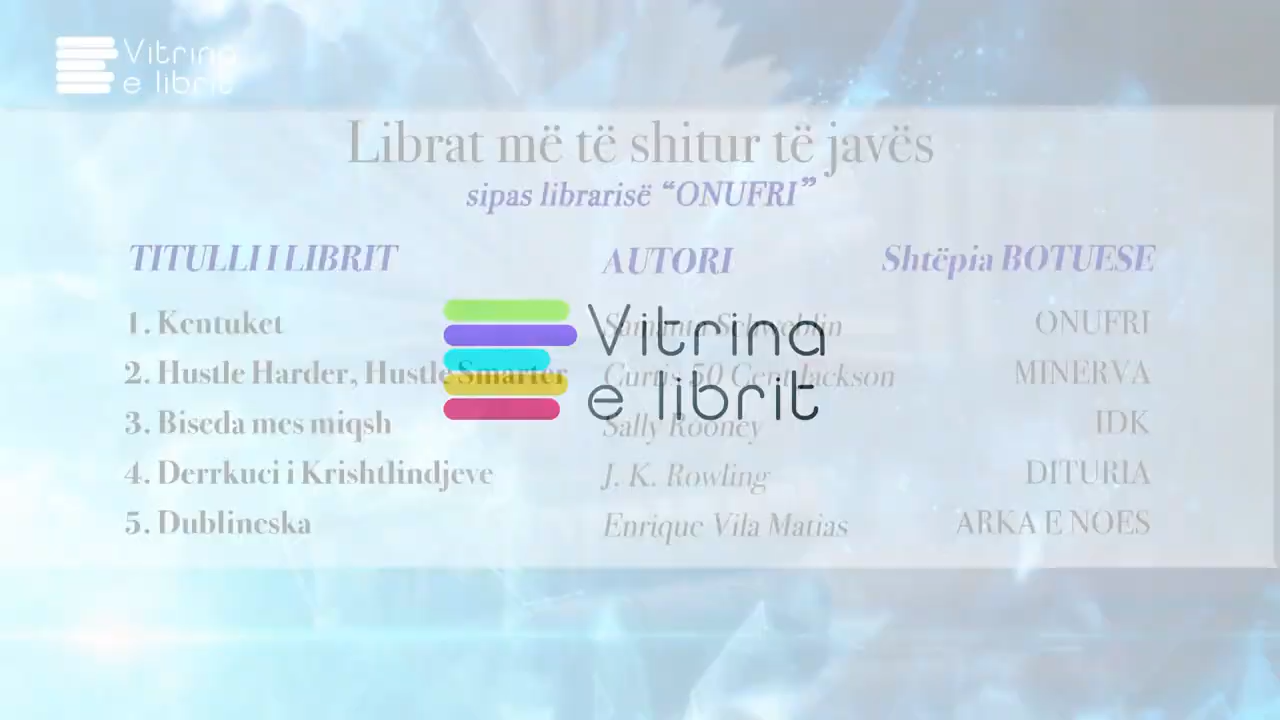 Vitrina
e librit
Librat më të shitur të javës
sipas librarisë “ONUFRI”
TITULLI I LIBRIT AUTORI Shtëpia BOTUESE
1. Kentuket Samanta Schweblin ONUFRI
2. Hustle Harder, Hustle Smarter Curtis 50 Cent Jackson MINERVA
3. Biseda mes miqsh Sally Rooney IDK
4. Derrkuci i Krishtlindjeve J. K. Rowling DITURIA
5. Dublineska Enrique Vila Matias ARKA E NOES
Vitrina
e librit